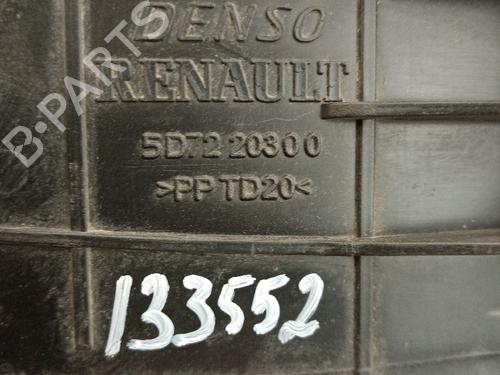 DENSO
RENAULT
5D72 20300
>PP TD20<
133552
B-PARTS